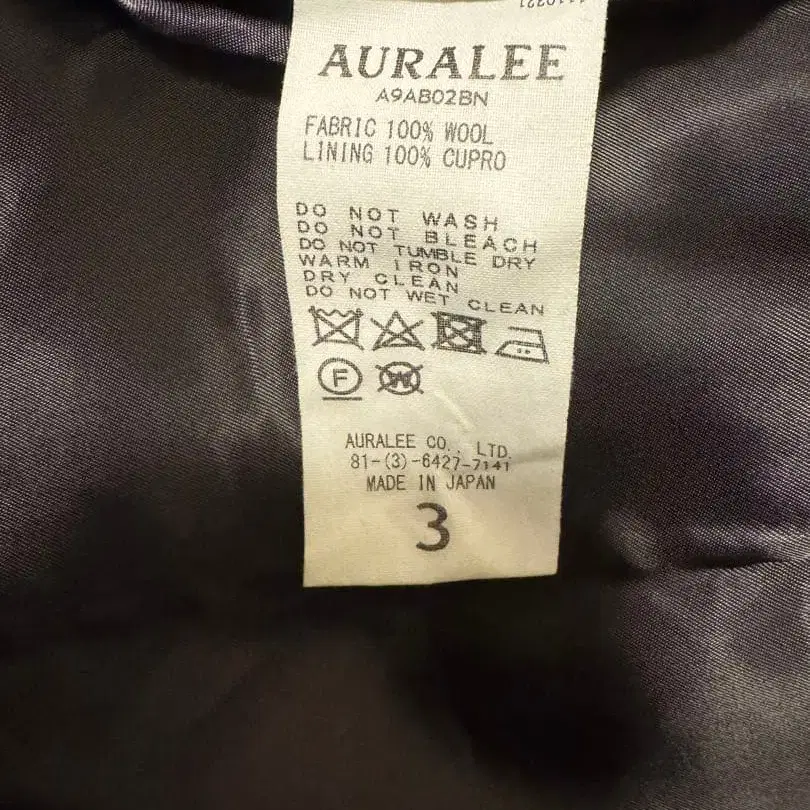 AURALEE
A9AB02BN
FABRIC 100% WOOL
LINING 100% CUPRO
DO NOT WASH
DO NOT BLEACH
DO NOT TUMBLE DRY
WARM IRON
DRY CLEAN
DO NOT WET CLEAN
F W
AURALEE CO., LTD.
81-(3)-6427-7141
MADE IN JAPAN
3